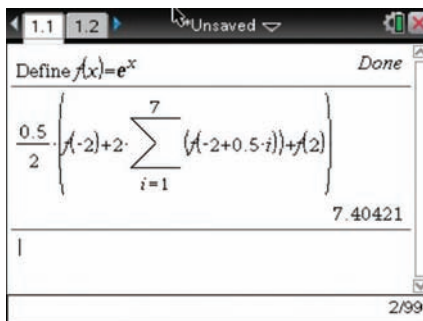 1.1 1.2 *Unsaved
Define f(x)=e^x Done
0.5/2·(f(-2)+2·∑_{i=1}^{7}(f(-2+0.5·i))+f(2))
7.40421
2/99